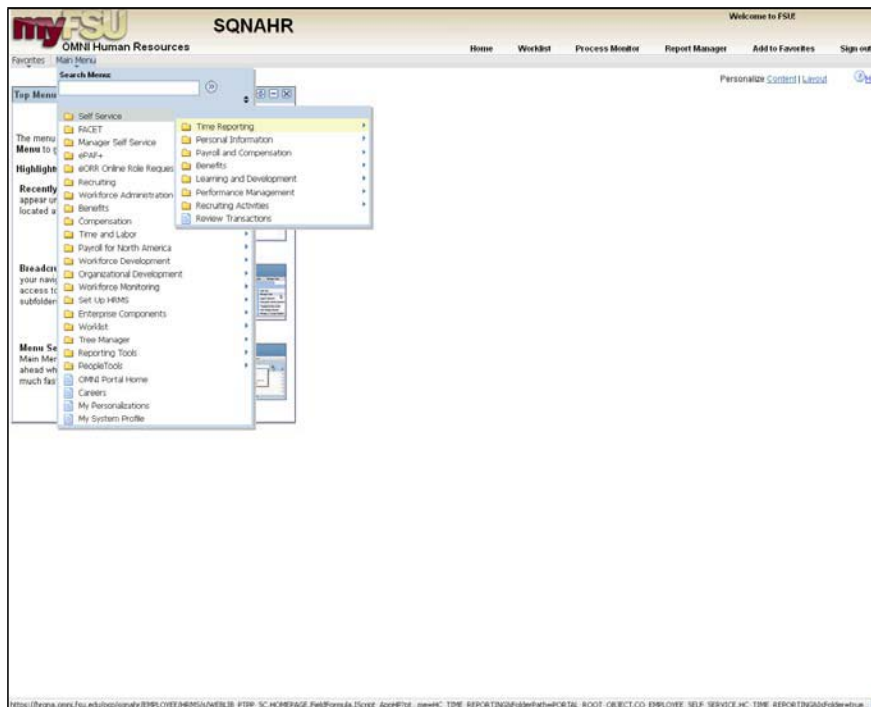 myFSU
SQNAHR
Welcome to FSU!
OMNI Human Resources
Home Worklist Process Monitor Report Manager Add to Favorites Sign out
Favorites Main Menu
Search Menu:
Personalize Content | Layout
Top Menu
Self Service
FACET
Manager Self Service
ePAF+
eORR Online Role Reques
Recruiting
Workforce Administration
Benefits
Compensation
Time and Labor
Payroll for North America
Workforce Development
Organizational Development
Workforce Monitoring
Set Up HRMS
Enterprise Components
Worklist
Tree Manager
Reporting Tools
PeopleTools
OMNI Portal Home
Careers
My Personalizations
My System Profile
Time Reporting
Personal Information
Payroll and Compensation
Benefits
Learning and Development
Performance Management
Recruiting Activities
Review Transactions
The menu
Menu to
Highlight
Recently
appear
located
Breadcr
your navi
access to
subfolder
Menu Se
Main Mer
ahead wh
much fas